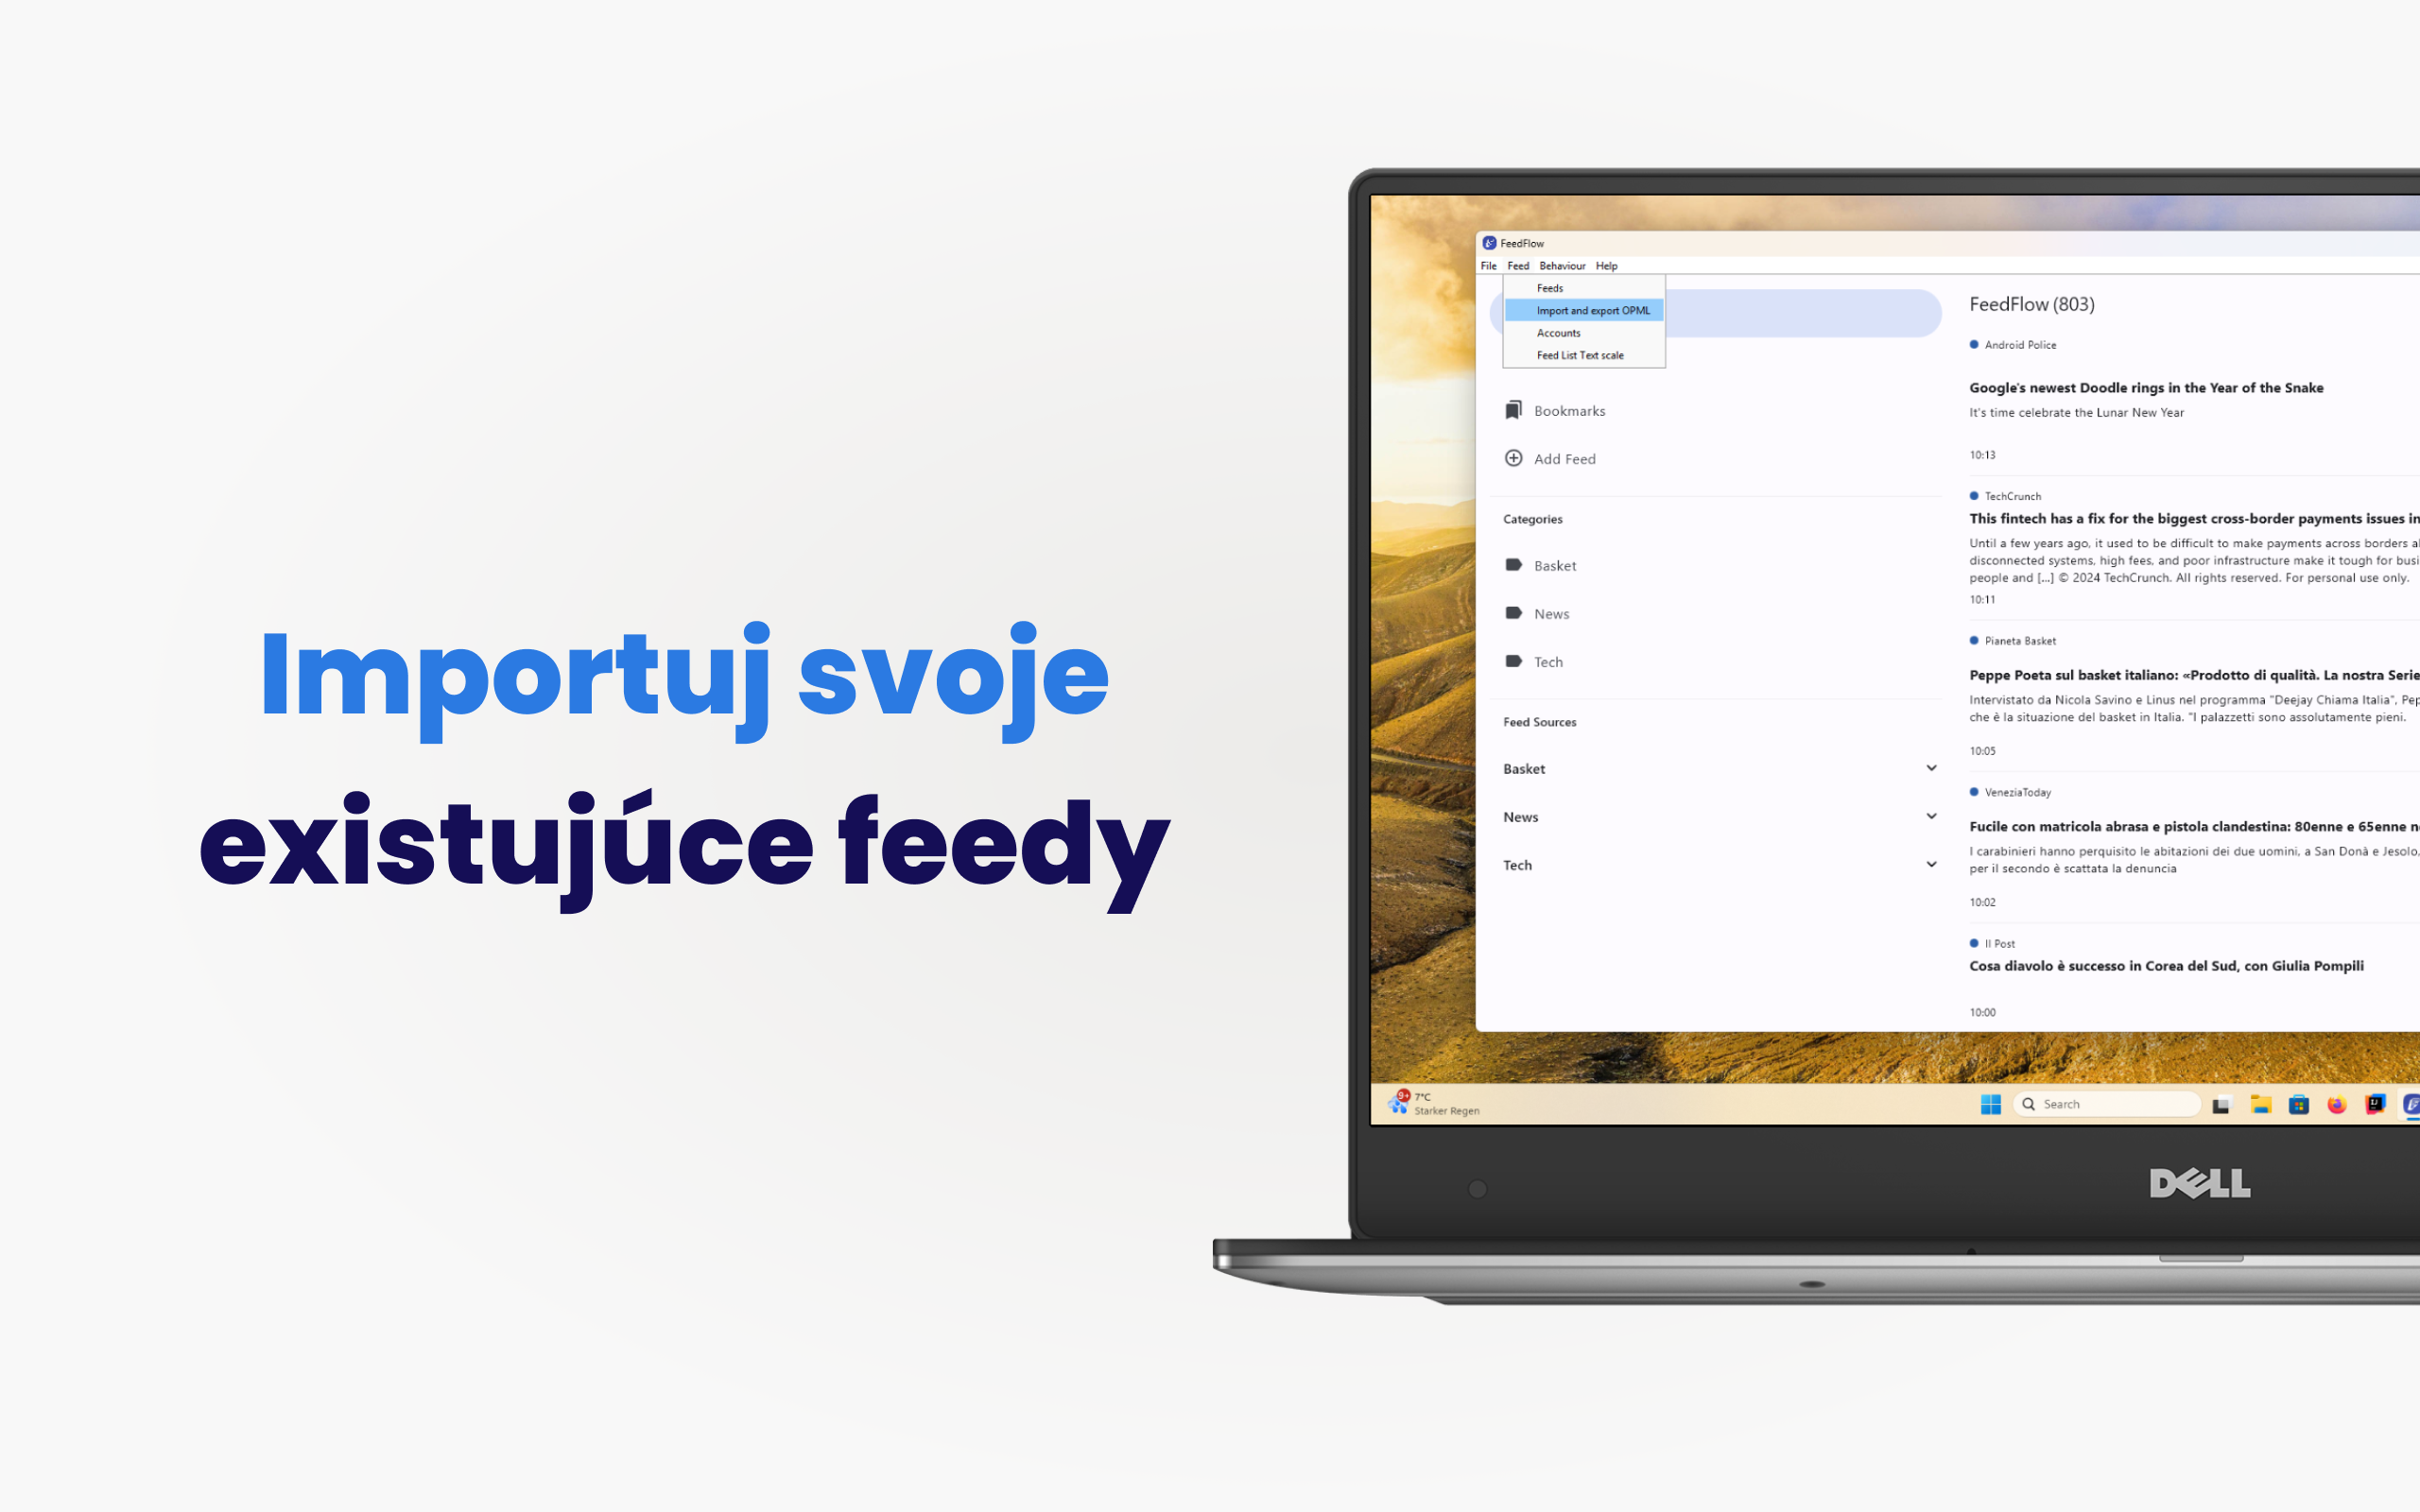 Importuj svoje
existujúce feedy
FeedFlow
File Feed Behaviour Help
Feeds
Import and export OPML
Accounts
Feed List Text scale
Bookmarks
Add Feed
Categories
Basket
News
Tech
Feed Sources
Basket
News
Tech
FeedFlow (803)
Android Police
Google's newest Doodle rings in the Year of the Snake
It's time celebrate the Lunar New Year
10:13
TechCrunch
This fintech has a fix for the biggest cross-border payments issues in
Until a few years ago, it used to be difficult to make payments across borders
disconnected systems, high fees, and poor infrastructure make it tough for
people and [...] © 2024 TechCrunch. All rights reserved. For personal use only.
10:11
Pianeta Basket
Peppe Poeta sul basket italiano: «Prodotto di qualità. La nostra Serie
Intervistato da Nicola Savino e Linus nel programma "Deejay Chiama Italia",
che è la situazione del basket in Italia. "I palazzetti sono assolutamente pieni.
10:05
VeneziaToday
Fucile con matricola abrasa e pistola clandestina: 80enne e 65enne
I carabinieri hanno perquisito le abitazioni dei due uomini, a San Donà e Jesolo,
per il secondo è scattata la denuncia
10:02
Il Post
Cosa diavolo è successo in Corea del Sud, con Giulia Pompili
10:00
9+
7°C
Starker Regen
Search
DELL